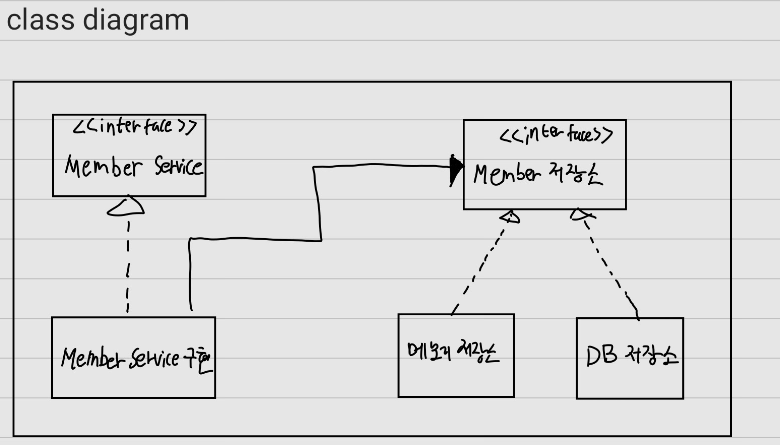 class diagram
<<interface>>
Member Service
<<interface>>
Member 저장소
Member Service 구현
메모리 저장소
DB 저장소